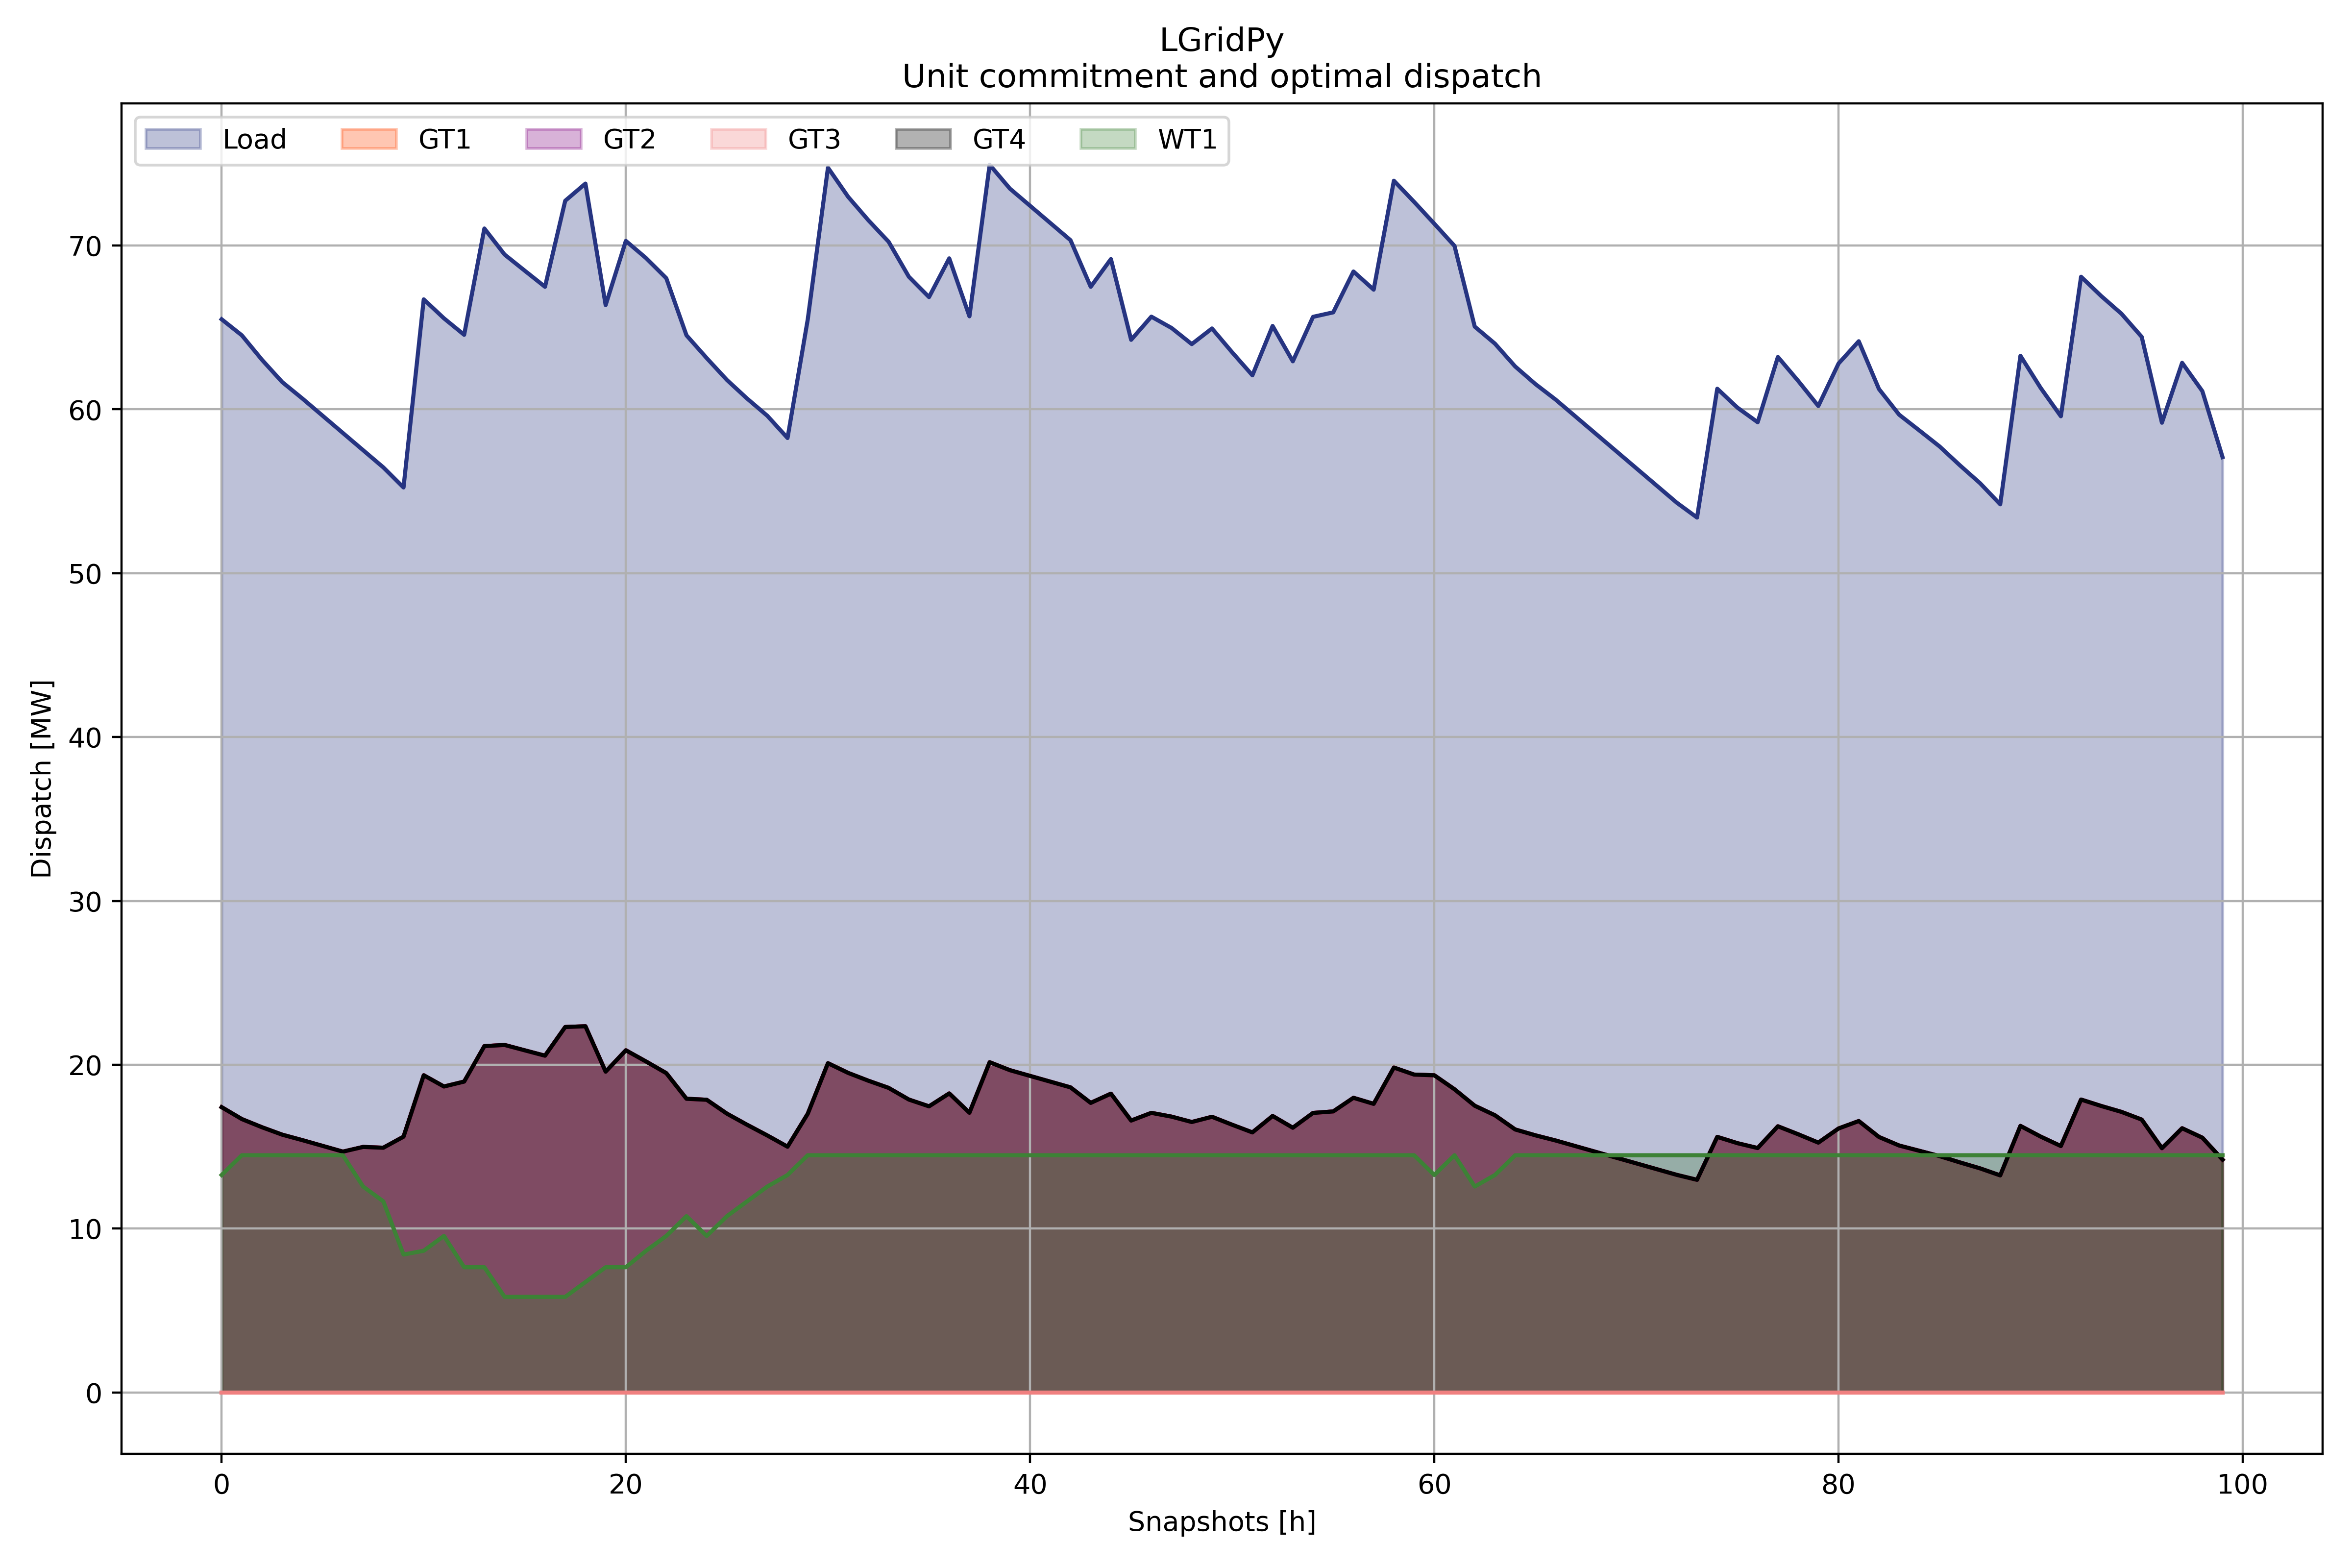 LGridPy
Unit commitment and optimal dispatch
Load GT1 GT2 GT3 GT4 WT1
70
60
50
40
30
20
10
0
Dispatch [MW]
0 20 40 60 80 100
Snapshots [h]